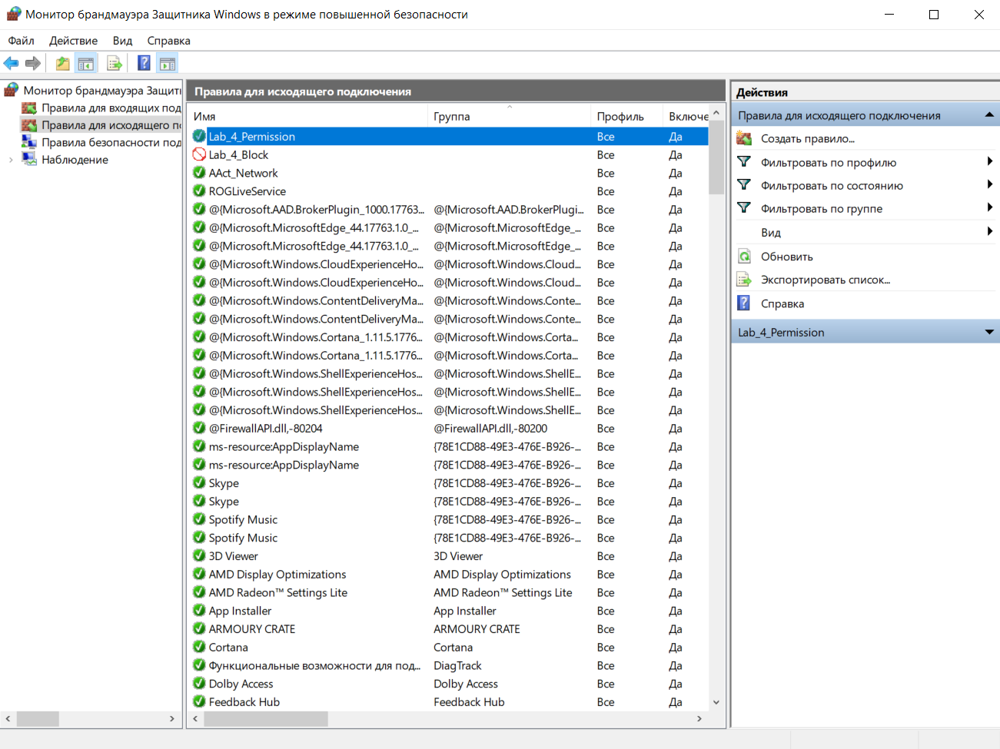 Монитор брандмауэра Защитника Windows в режиме повышенной безопасности
Файл Действие Вид Справка
Монитор брандмауэра Защит
Правила для входящих под
Правила для исходящего п
Правила безопасности под
Наблюдение
Правила для исходящего подключения
Имя Группа Профиль Включе
Lab_4_Permission Все Да
Lab_4_Block Все Да
AAct_Network Все Да
ROGLiveService Все Да
@{Microsoft.AAD.BrokerPlugin_1000.17763... @{Microsoft.AAD.BrokerPlugi... Все Да
@{Microsoft.MicrosoftEdge_44.17763.1.0_... @{Microsoft.MicrosoftEdge_... Все Да
@{Microsoft.MicrosoftEdge_44.17763.1.0_... @{Microsoft.MicrosoftEdge_... Все Да
@{Microsoft.Windows.CloudExperienceHo... @{Microsoft.Windows.Cloud... Все Да
@{Microsoft.Windows.CloudExperienceHo... @{Microsoft.Windows.Cloud... Все Да
@{Microsoft.Windows.ContentDeliveryMa... @{Microsoft.Windows.Conte... Все Да
@{Microsoft.Windows.ContentDeliveryMa... @{Microsoft.Windows.Conte... Все Да
@{Microsoft.Windows.Cortana_1.11.5.1776... @{Microsoft.Windows.Corta... Все Да
@{Microsoft.Windows.Cortana_1.11.5.1776... @{Microsoft.Windows.Corta... Все Да
@{Microsoft.Windows.ShellExperienceHos... @{Microsoft.Windows.ShellE... Все Да
@{Microsoft.Windows.ShellExperienceHos... @{Microsoft.Windows.ShellE... Все Да
@{Microsoft.Windows.ShellExperienceHos... @{Microsoft.Windows.ShellE... Все Да
@FirewallAPI.dll,-80204 @FirewallAPI.dll,-80200 Все Да
ms-resource:AppDisplayName {78E1CD88-49E3-476E-B926-... Все Да
ms-resource:AppDisplayName {78E1CD88-49E3-476E-B926-... Все Да
Skype {78E1CD88-49E3-476E-B926-... Все Да
Skype {78E1CD88-49E3-476E-B926-... Все Да
Spotify Music {78E1CD88-49E3-476E-B926-... Все Да
Spotify Music {78E1CD88-49E3-476E-B926-... Все Да
3D Viewer 3D Viewer Все Да
AMD Display Optimizations AMD Display Optimizations Все Да
AMD Radeon™ Settings Lite AMD Radeon™ Settings Lite Все Да
App Installer App Installer Все Да
ARMOURY CRATE ARMOURY CRATE Все Да
Cortana Cortana Все Да
Функциональные возможности для под... DiagTrack Все Да
Dolby Access Dolby Access Все Да
Feedback Hub Feedback Hub Все Да
Действия
Правила для исходящего подключения
Создать правило...
Фильтровать по профилю
Фильтровать по состоянию
Фильтровать по группе
Вид
Обновить
Экспортировать список...
Справка
Lab_4_Permission